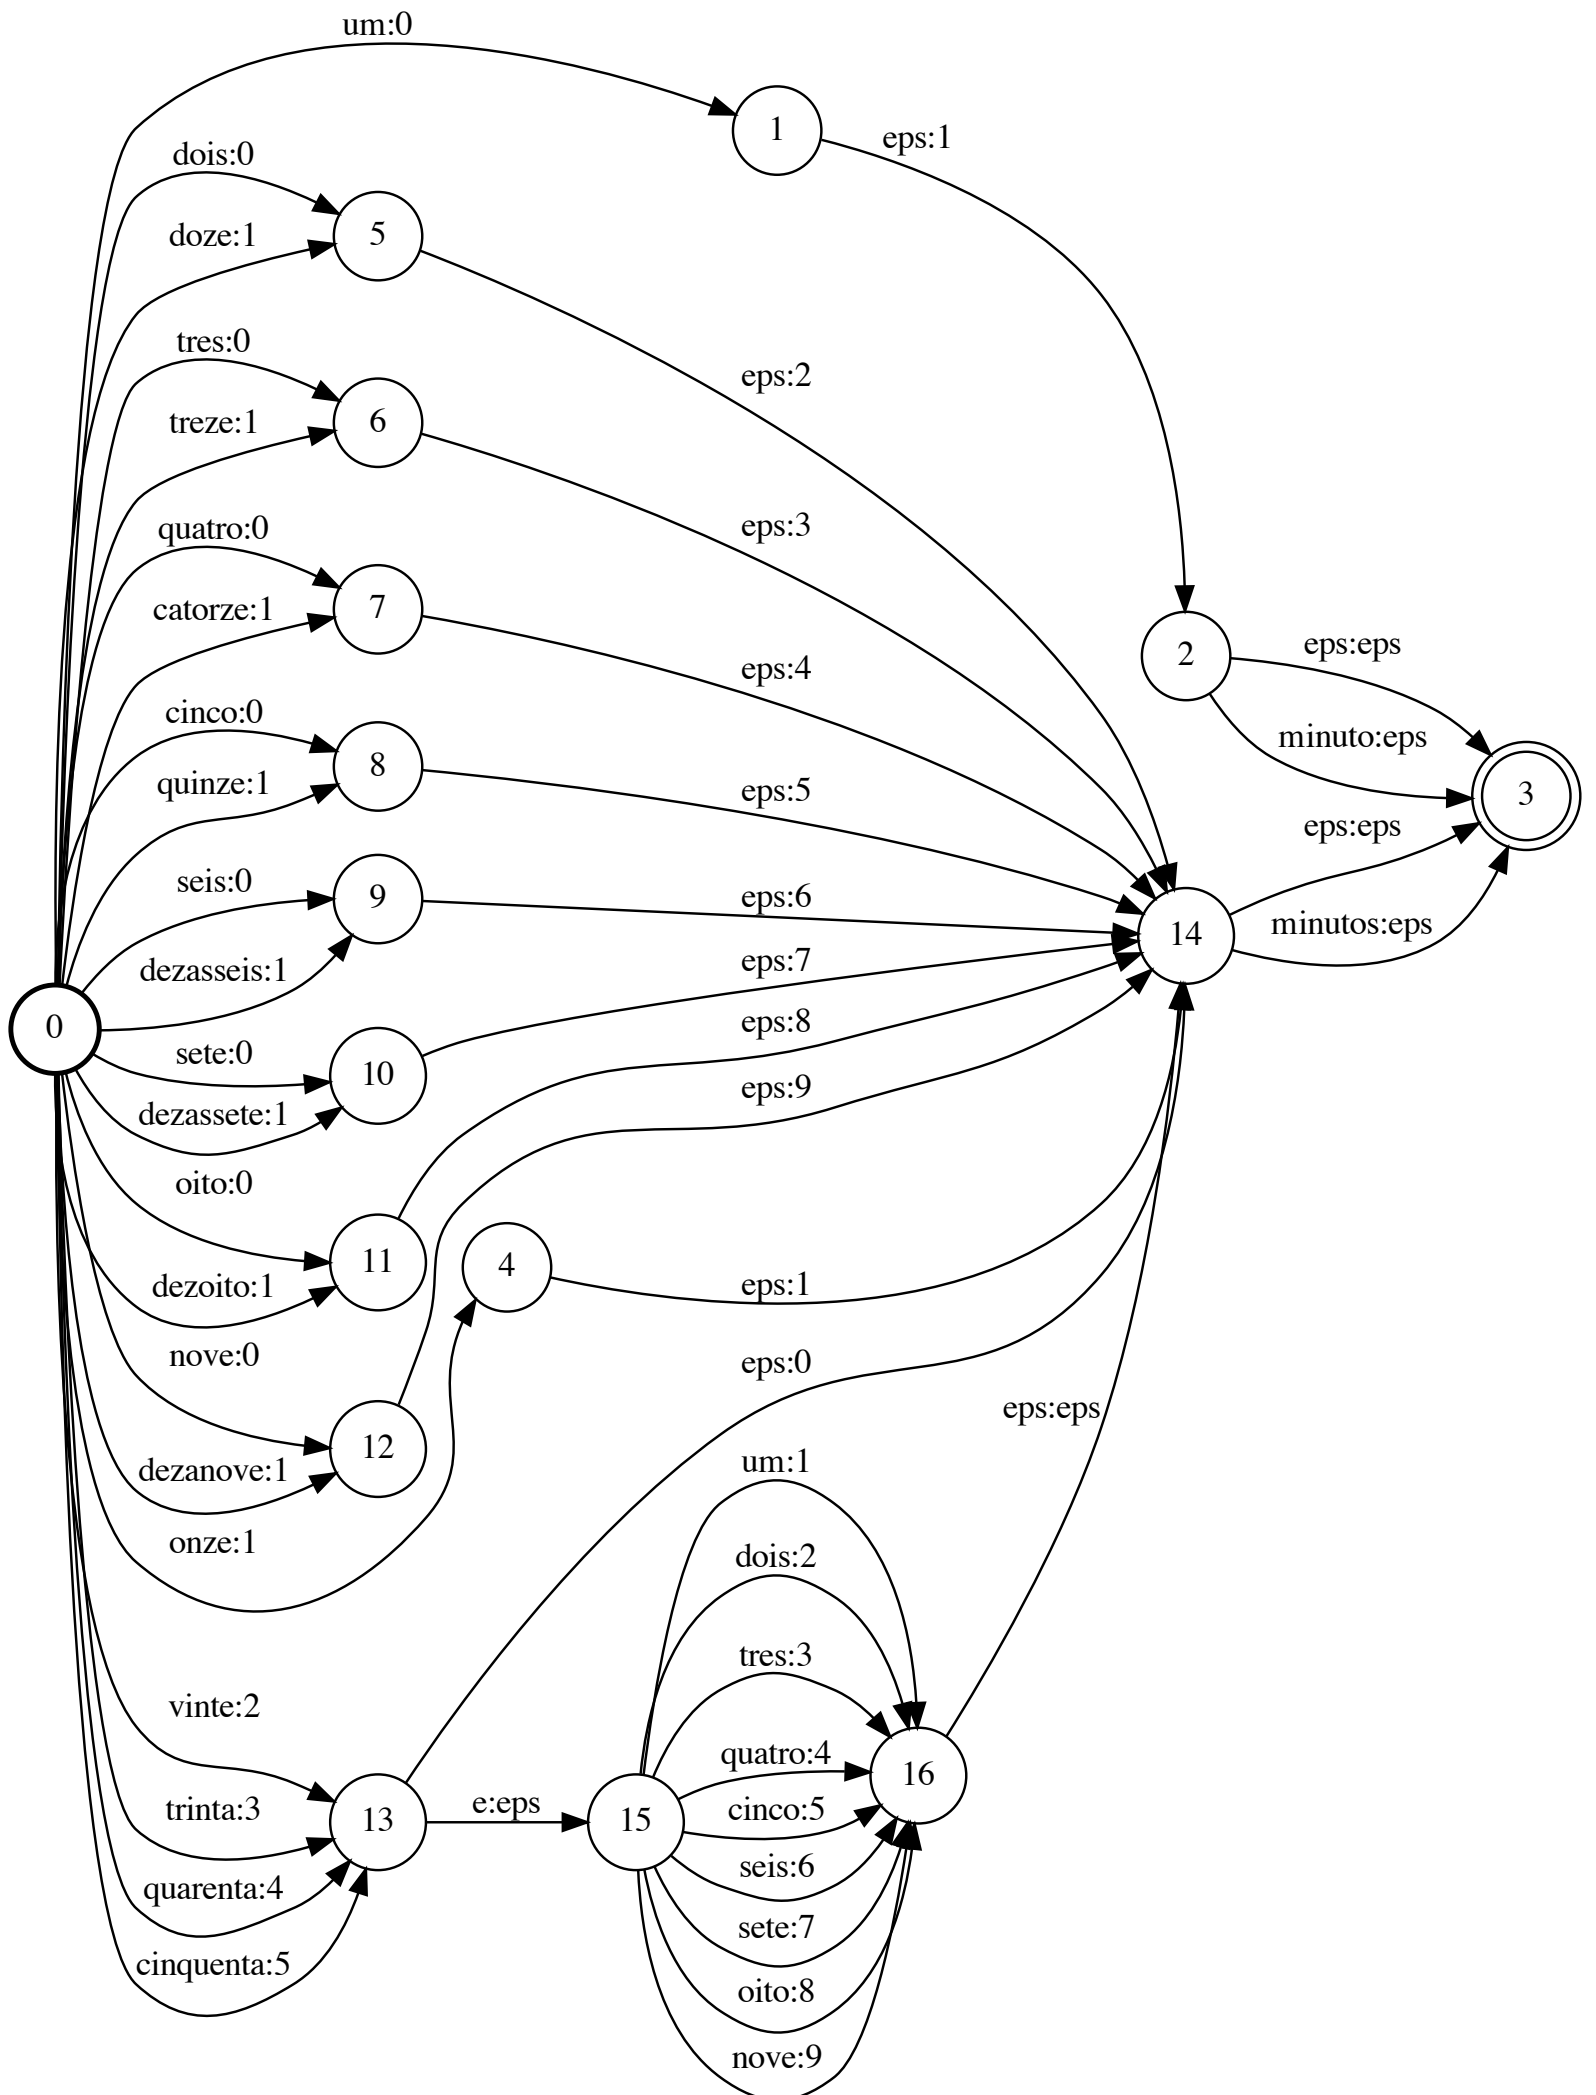 um:0
1
eps:1
dois:0
5
doze:1
tres:0
eps:2
6
treze:1
quatro:0
eps:3
7
catorze:1
2
eps:eps
eps:4
cinco:0
minuto:eps
8
quinze:1
eps:5
3
eps:eps
seis:0
9
eps:6
14
minutos:eps
dezasseis:1
eps:7
0
eps:8
sete:0
10
eps:9
dezassete:1
oito:0
11
4
dezoito:1
eps:1
nove:0
eps:0
eps:eps
12
um:1
dezanove:1
onze:1
dois:2
tres:3
vinte:2
quatro:4
16
trinta:3
13
e:eps
15
cinco:5
seis:6
quarenta:4
sete:7
cinquenta:5
oito:8
nove:9